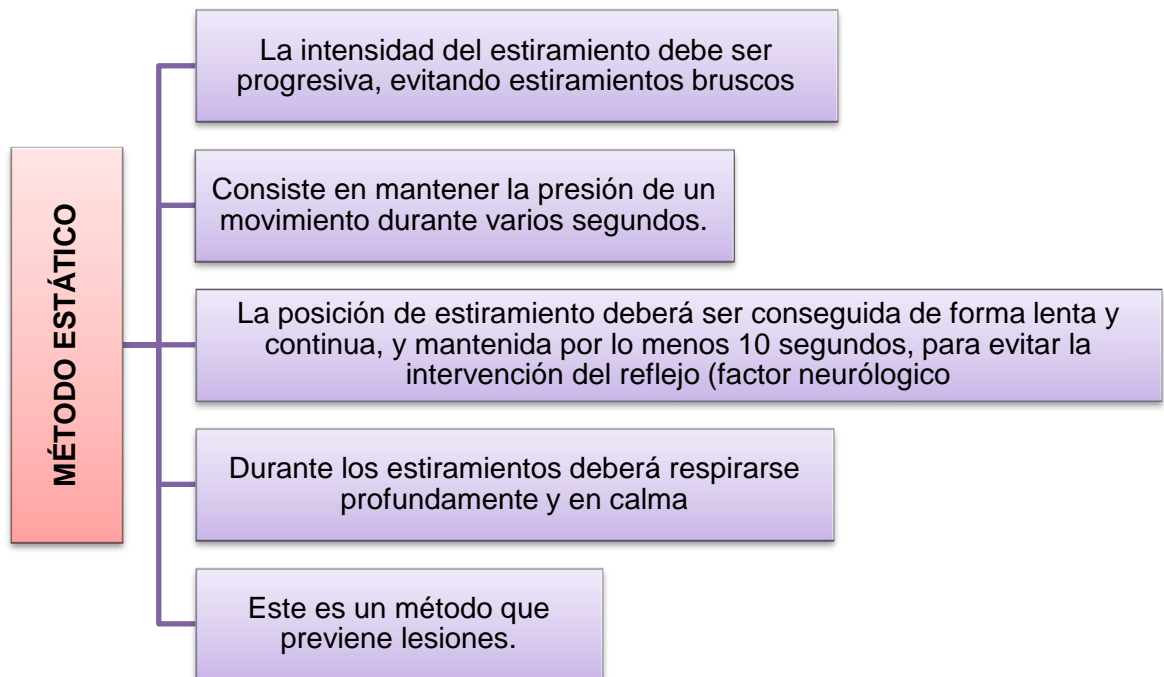 MÉTODO ESTÁTICO
La intensidad del estiramiento debe ser
progresiva, evitando estiramientos bruscos
Consiste en mantener la presión de un
movimiento durante varios segundos.
La posición de estiramiento deberá ser conseguida de forma lenta y
continua, y mantenida por lo menos 10 segundos, para evitar la
intervención del reflejo (factor neurólogico
Durante los estiramientos deberá respirarse
profundamente y en calma
Este es un método que
previene lesiones.